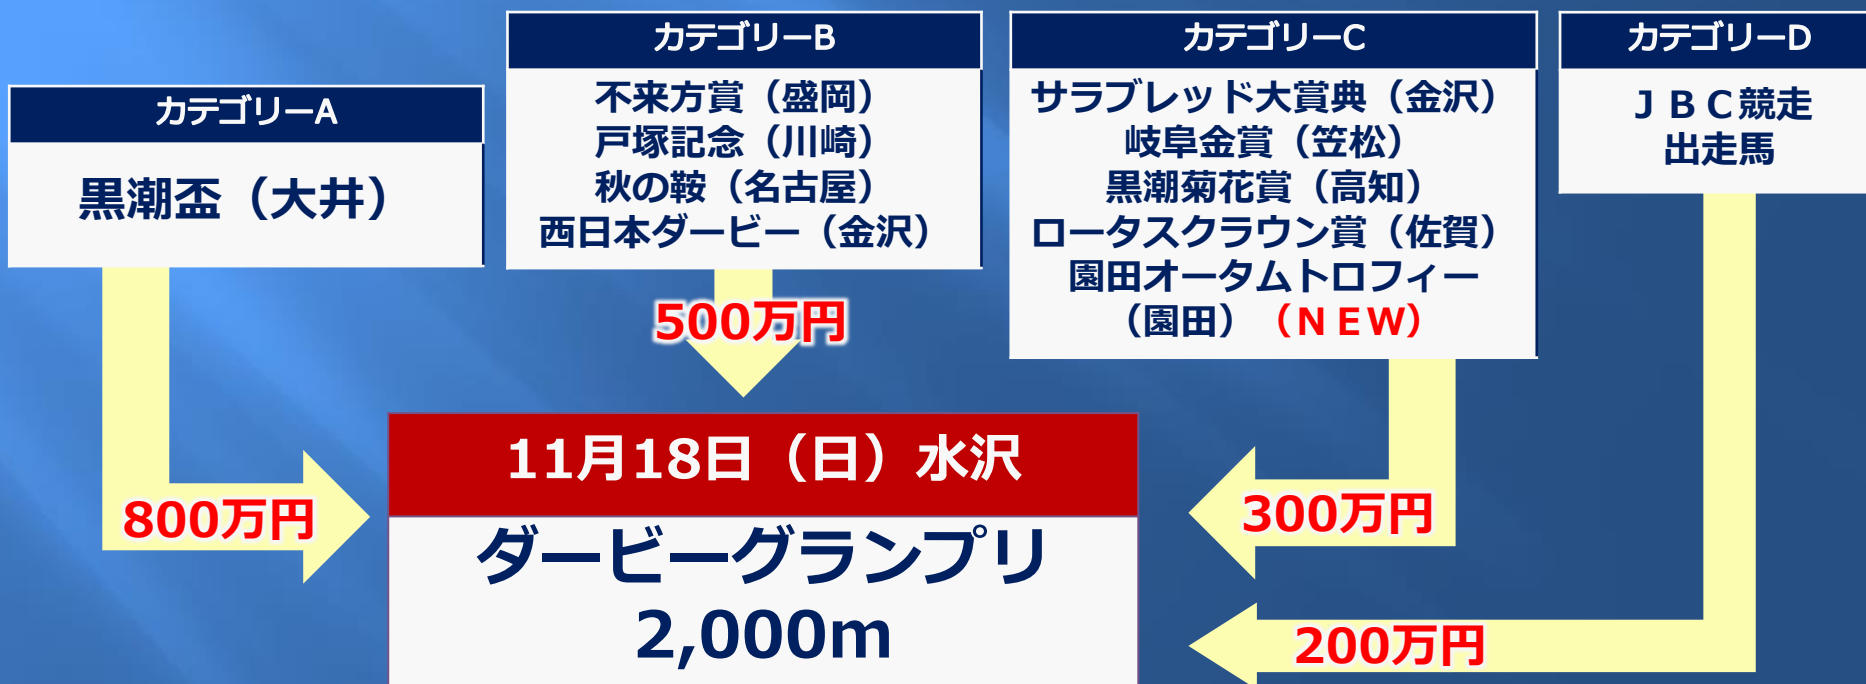 カテゴリーA
黒潮盃（大井）
カテゴリーB
不来方賞（盛岡）
戸塚記念（川崎）
秋の鞍（名古屋）
西日本ダービー（金沢）
カテゴリーC
サラブレッド大賞典（金沢）
岐阜金賞（笠松）
黒潮菊花賞（高知）
ロータスクラウン賞（佐賀）
園田オータムトロフィー
（園田）（ＮＥＷ）
カテゴリーD
ＪＢＣ競走
出走馬
500万円
800万円
300万円
200万円
11月18日（日）水沢
ダービーグランプリ
2,000m